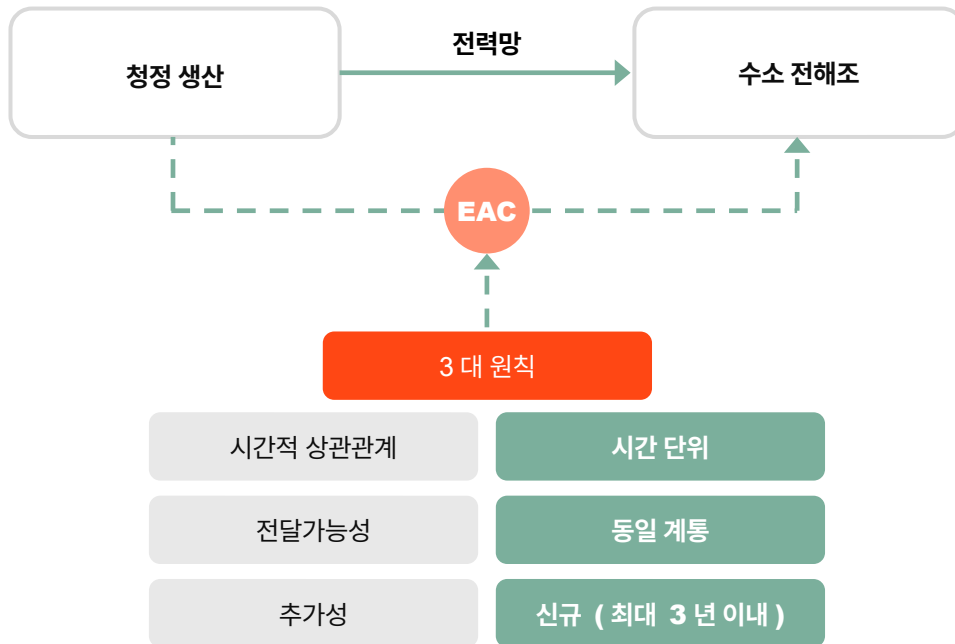 전력망
청정 생산
수소 전해조
EAC
3 대 원칙
시간적 상관관계
시간 단위
전달가능성
동일 계통
추가성
신규 ( 최대 3 년 이내 )